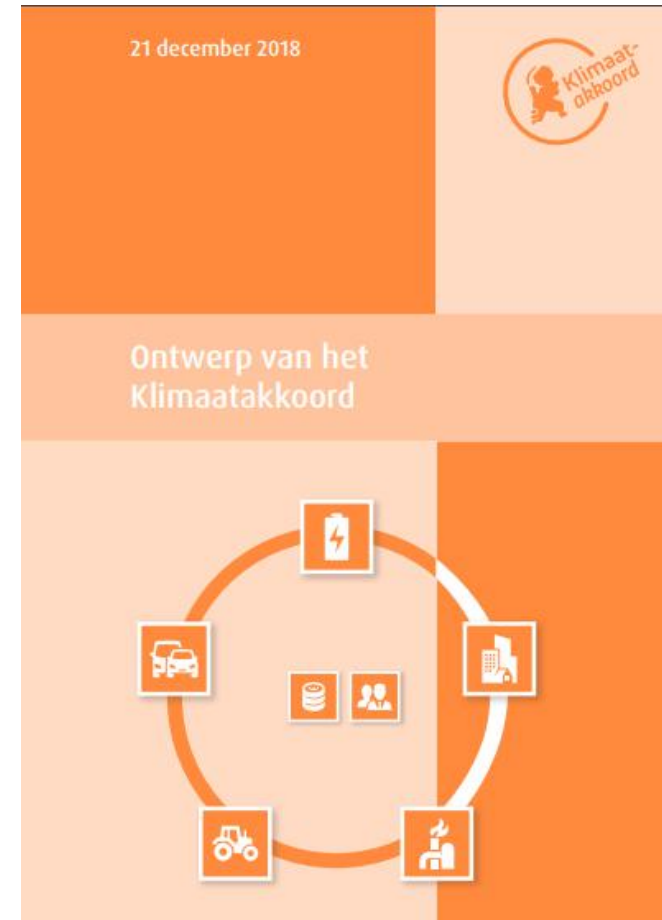 21 december 2018
Klimaat-
akkoord
Ontwerp van het
Klimaatakkoord